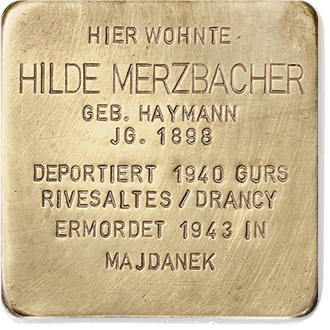 HIER WOHNTE
HILDE MERZBACHER
GEB. HAYMANN
JG. 1898
DEPORTIERT 1940 GURS
RIVESALTES / DRANCY
ERMORDET 1943 IN
MAJDANEK